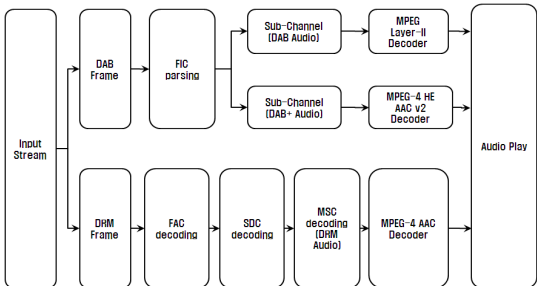 Input
Stream
DAB
Frame
FIC
parsing
Sub-Channel
(DAB Audio)
MPEG
Layer-II
Decoder
Sub-Channel
(DAB+ Audio)
MPEG-4 HE
AAC v2
Decoder
DRM
Frame
FAC
decoding
SDC
decoding
MSC
decoding
(DRM
Audio)
MPEG-4 AAC
Decoder
Audio Play